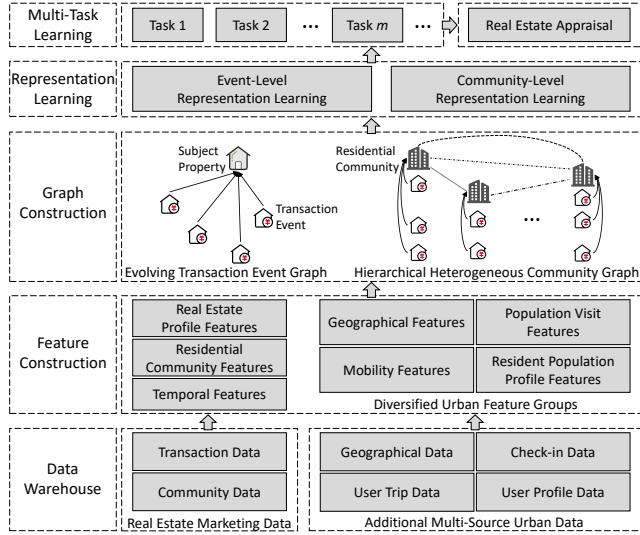 Multi-Task
Learning
Task 1
Task 2
...
Task m
...
Real Estate Appraisal
Representation
Learning
Event-Level
Representation Learning
Community-Level
Representation Learning
Graph
Construction
Subject
Property
Transaction
Event
Evolving Transaction Event Graph
Residential
Community
...
Hierarchical Heterogeneous Community Graph
Feature
Construction
Real Estate
Profile Features
Residential
Community Features
Temporal Features
Geographical Features
Population Visit
Features
Mobility Features
Resident Population
Profile Features
Diversified Urban Feature Groups
Data
Warehouse
Transaction Data
Community Data
Real Estate Marketing Data
Geographical Data
Check-in Data
User Trip Data
User Profile Data
Additional Multi-Source Urban Data